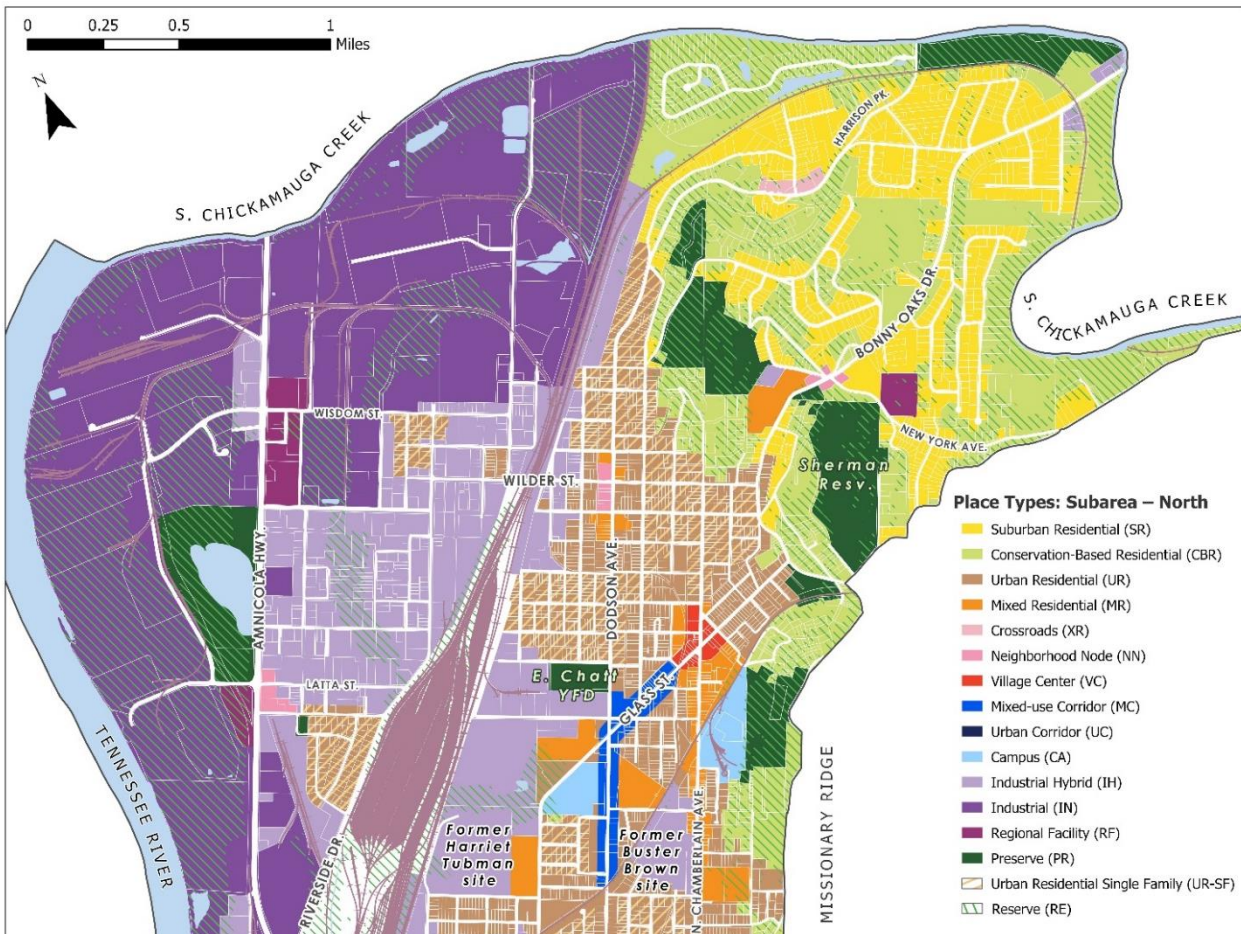 0 0.25 0.5 1
Miles
N
S. CHICKAMAUGA CREEK
HARRISON PK.
BONNY OAKS DR.
S. CHICKAMAUGA CREEK
WISDOM ST.
NEW YORK AVE.
WILDER ST.
Sherman
Resv.
AMNICOLA HWY.
DODSON AVE.
LATTA ST.
E. Chatt
YFD
GLASS ST.
TENNESSEE RIVER
RIVERSIDE DR.
Former
Harriet
Tubman
site
Former
Buster
Brown
site
N. CHAMBERLAIN AVE.
MISSIONARY RIDGE
Place Types: Subarea – North
Suburban Residential (SR)
Conservation-Based Residential (CBR)
Urban Residential (UR)
Mixed Residential (MR)
Crossroads (XR)
Neighborhood Node (NN)
Village Center (VC)
Mixed-use Corridor (MC)
Urban Corridor (UC)
Campus (CA)
Industrial Hybrid (IH)
Industrial (IN)
Regional Facility (RF)
Preserve (PR)
Urban Residential Single Family (UR-SF)
Reserve (RE)